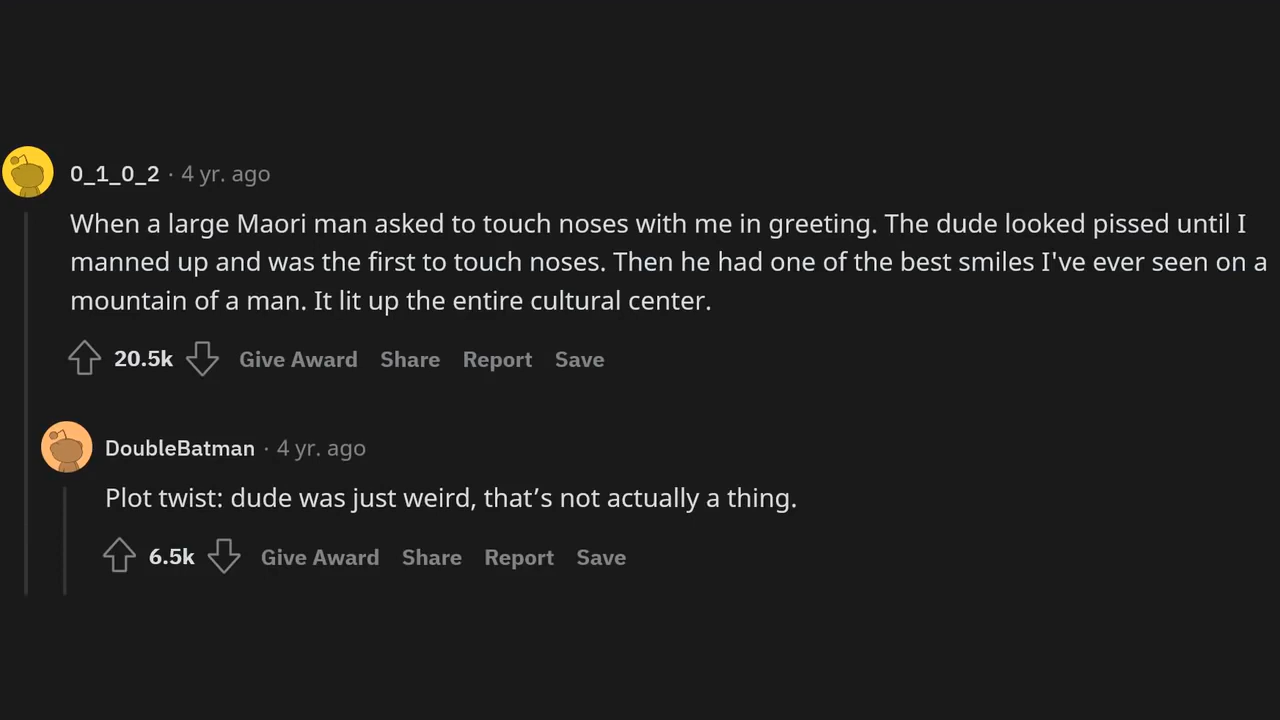 0_1_0_2 · 4 yr. ago
When a large Maori man asked to touch noses with me in greeting. The dude looked pissed until I
manned up and was the first to touch noses. Then he had one of the best smiles I've ever seen on a
mountain of a man. It lit up the entire cultural center.
20.5k Give Award Share Report Save
DoubleBatman · 4 yr. ago
Plot twist: dude was just weird, that’s not actually a thing.
6.5k Give Award Share Report Save